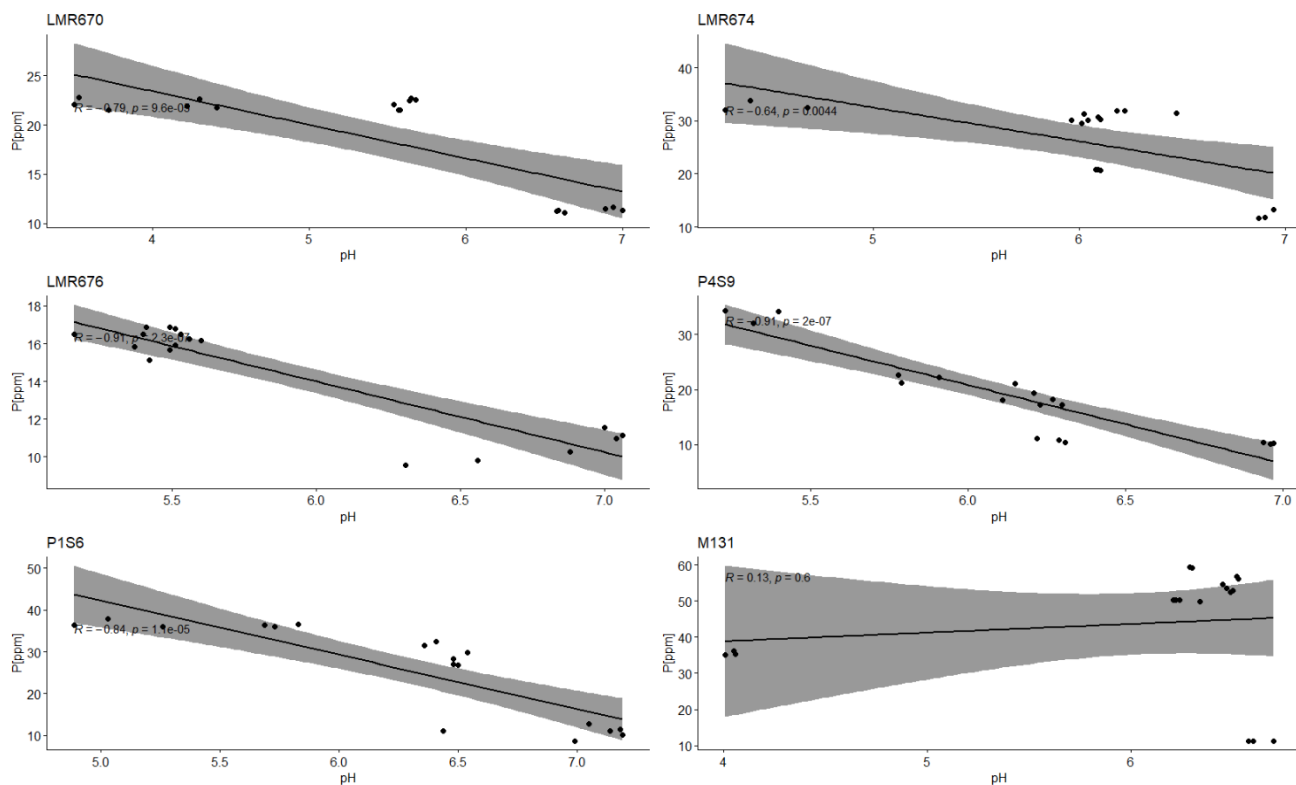 LMR670
P[ppm]
25
20
15
10
R = −0.79, p = 9.6e-05
4
5
6
7
pH
LMR674
P[ppm]
40
30
20
10
R = −0.64, p = 0.0044
5
6
7
pH
LMR676
P[ppm]
18
16
14
12
10
R = −0.91, p = 2.3e-07
5.5
6.0
6.5
7.0
pH
P4S9
P[ppm]
30
20
10
R = −0.91, p = 2e-07
5.5
6.0
6.5
7.0
pH
P1S6
P[ppm]
50
40
30
20
10
R = −0.84, p = 1.1e-05
5.0
5.5
6.0
6.5
7.0
pH
M131
P[ppm]
60
50
40
30
20
10
R = 0.13, p = 0.6
4
5
6
pH